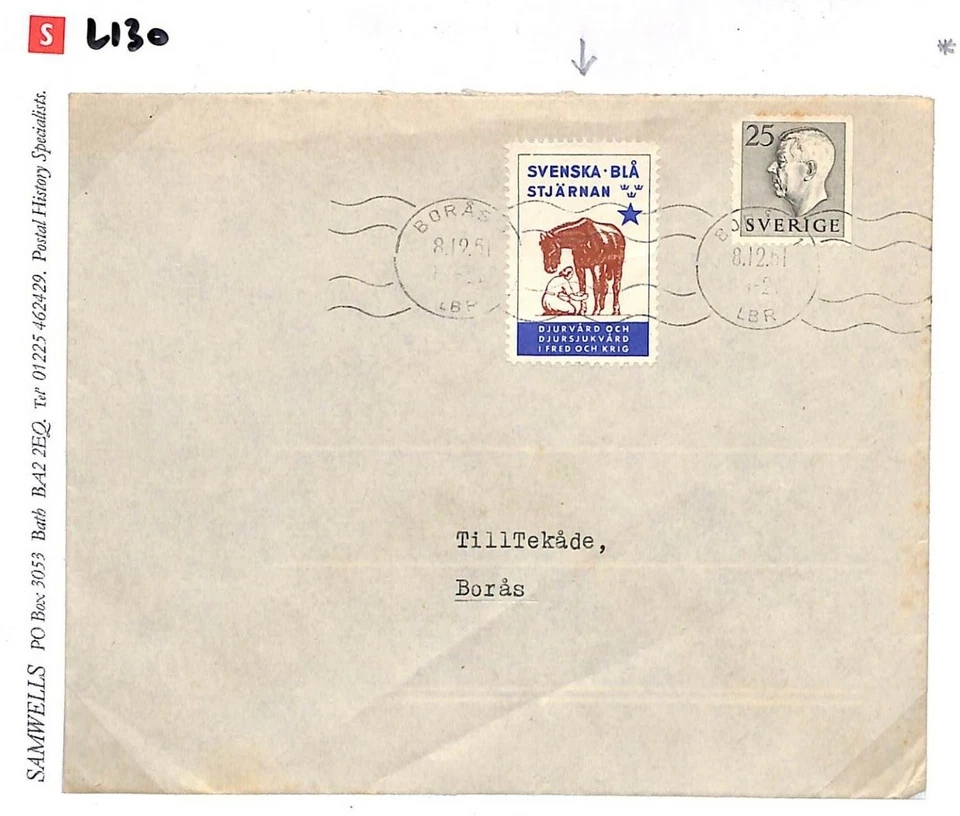 S L130
*
SAMWELLS PO Box 3053 Bath BA2 2EQ. Tel' 01225 462429. Postal History Specialists.
SVENSKA·BLÅ
STJÄRNAN
DJURVÅRD OCH
DJURSJUKVÅRD
I FRED OCH KRIG
25
SVERIGE
BORÅS
8.12.51
LBR
8.12.51
LBR
TillTekåde,
Borås